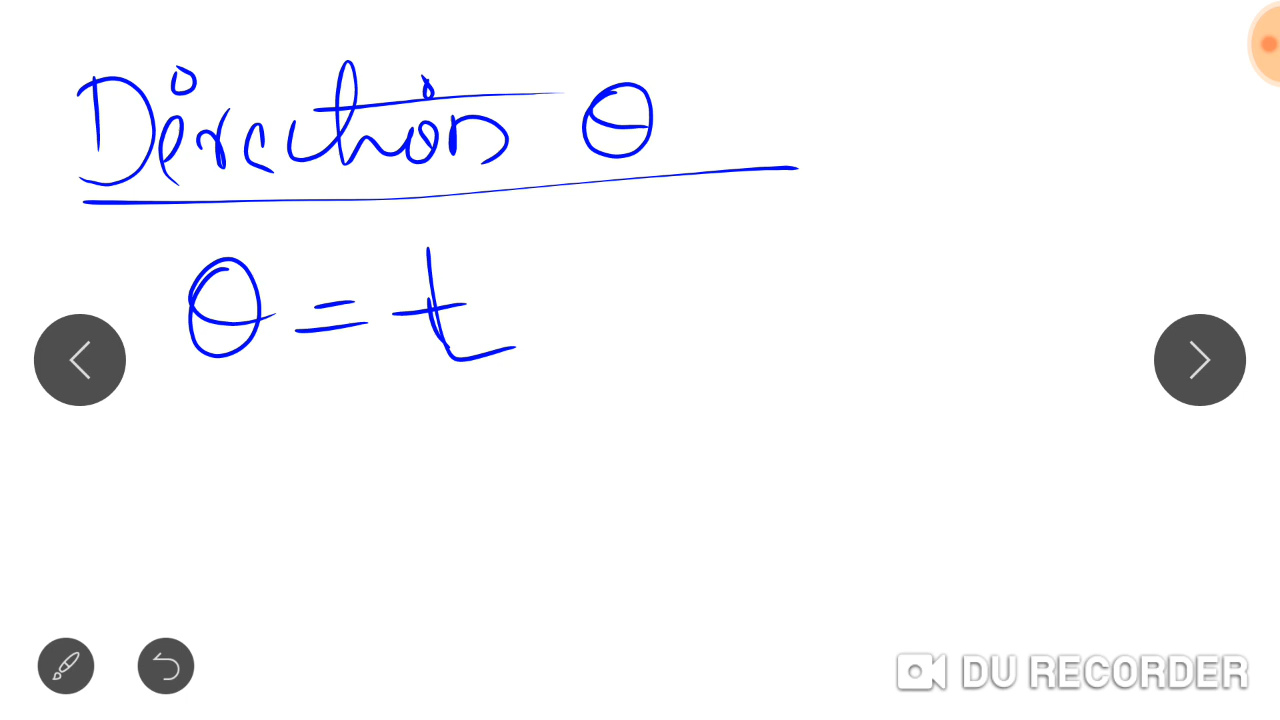 Direction θ
θ = t
DU RECORDER